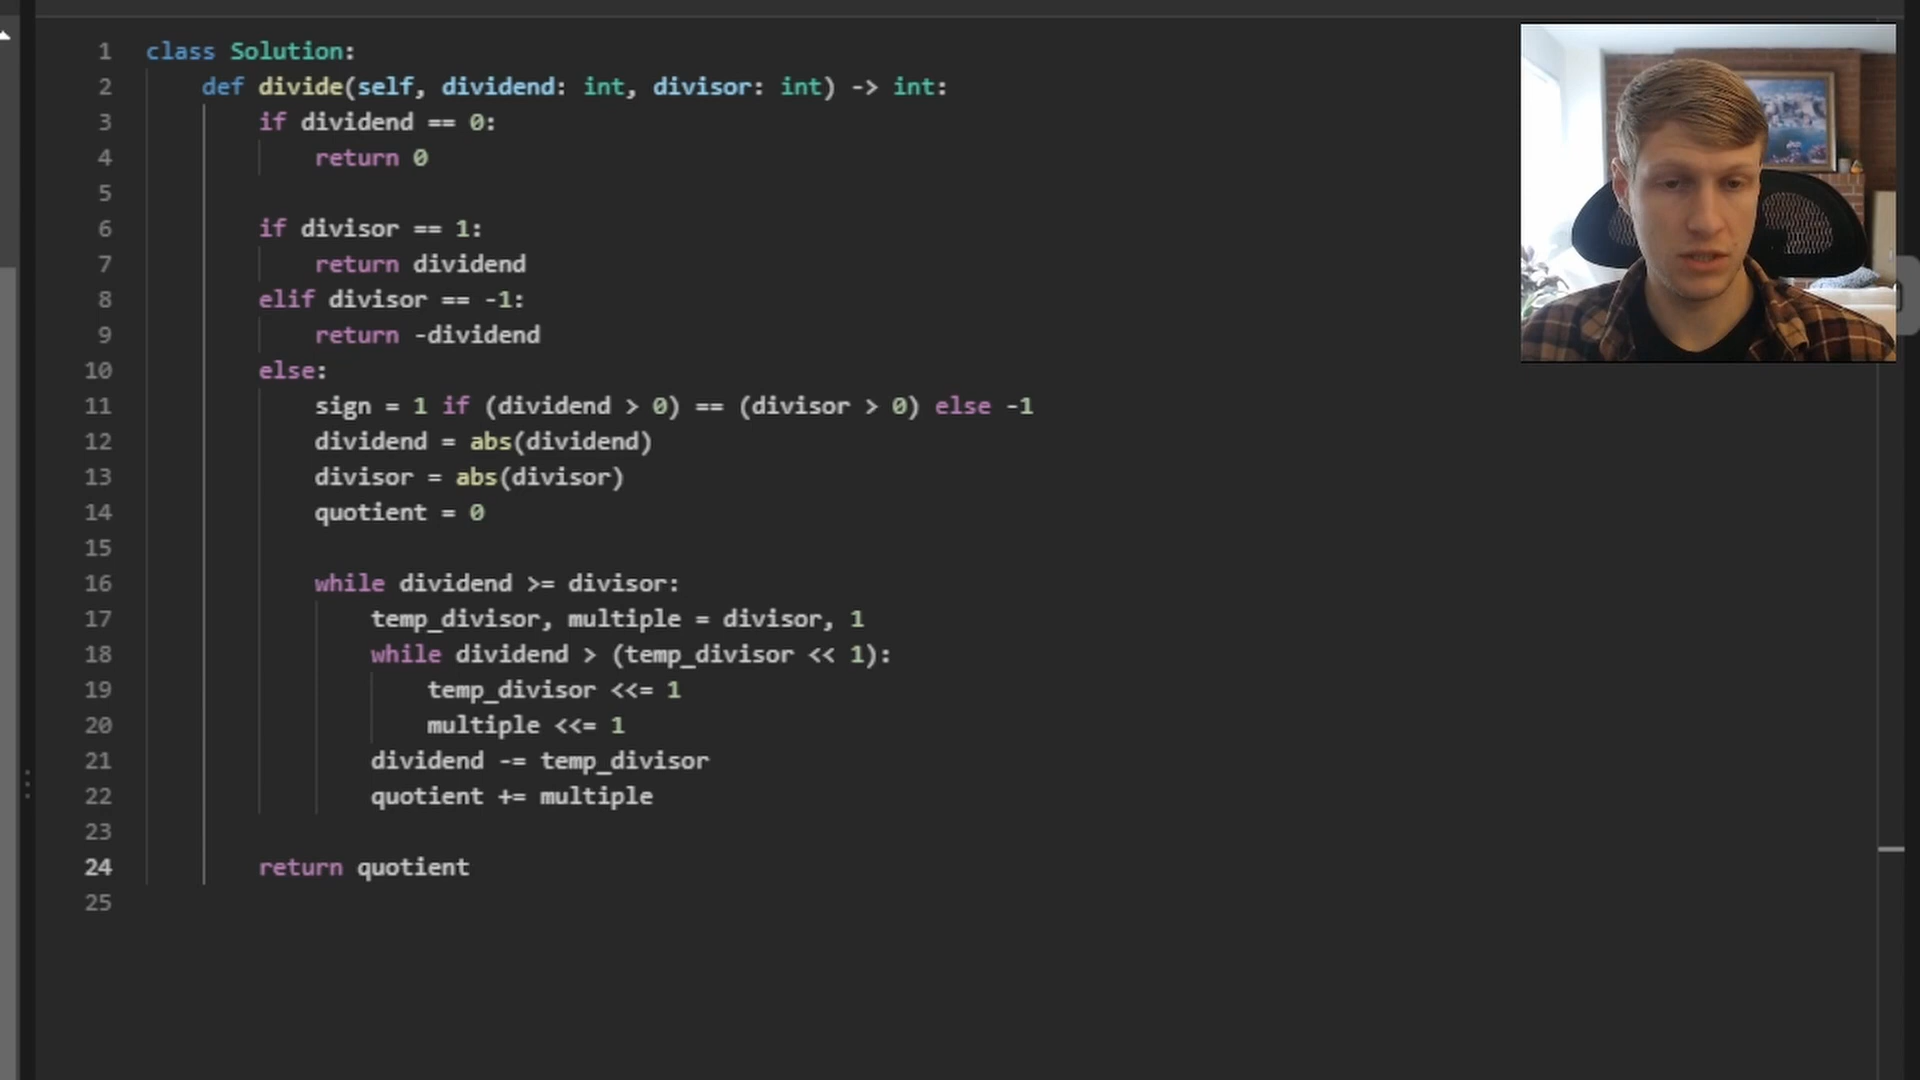 1 class Solution:
2 def divide(self, dividend: int, divisor: int) -> int:
3 if dividend == 0:
4 return 0
5
6 if divisor == 1:
7 return dividend
8 elif divisor == -1:
9 return -dividend
10 else:
11 sign = 1 if (dividend > 0) == (divisor > 0) else -1
12 dividend = abs(dividend)
13 divisor = abs(divisor)
14 quotient = 0
15
16 while dividend >= divisor:
17 temp_divisor, multiple = divisor, 1
18 while dividend > (temp_divisor << 1):
19 temp_divisor <<= 1
20 multiple <<= 1
21 dividend -= temp_divisor
22 quotient += multiple
23
24 return quotient
25